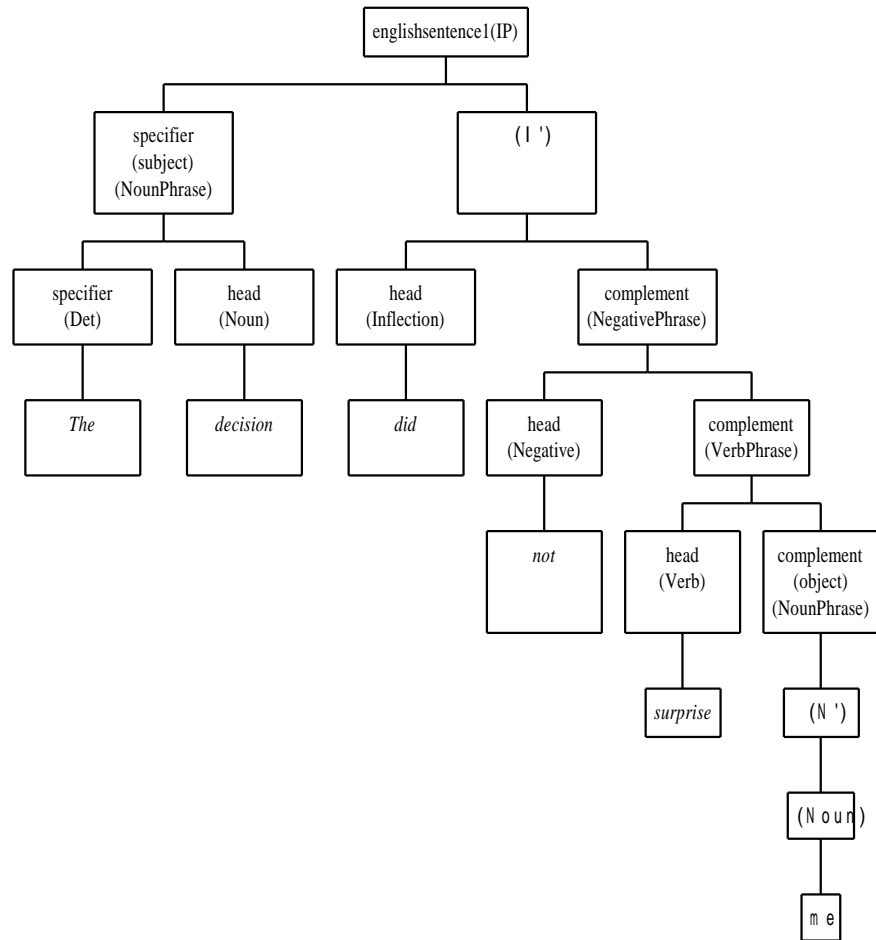 englishsentence1(IP)
specifier
(subject)
(NounPhrase)
(I')
specifier
(Det)
head
(Noun)
head
(Inflection)
complement
(NegativePhrase)
The
decision
did
head
(Negative)
complement
(VerbPhrase)
not
head
(Verb)
complement
(object)
(NounPhrase)
surprise
(N')
(Noun)
me